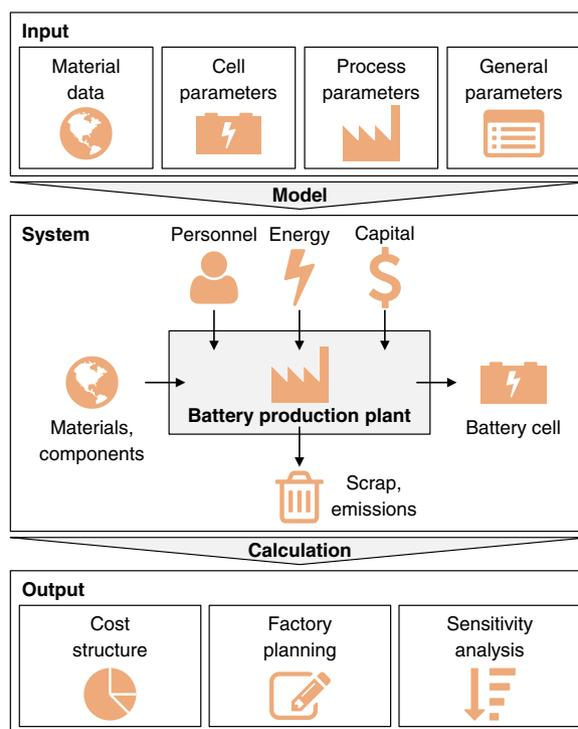 Input
Material
data
Cell
parameters
Process
parameters
General
parameters
Model
System
Personnel
Energy
Capital
Materials,
components
Battery production plant
Battery cell
Scrap,
emissions
Calculation
Output
Cost
structure
Factory
planning
Sensitivity
analysis